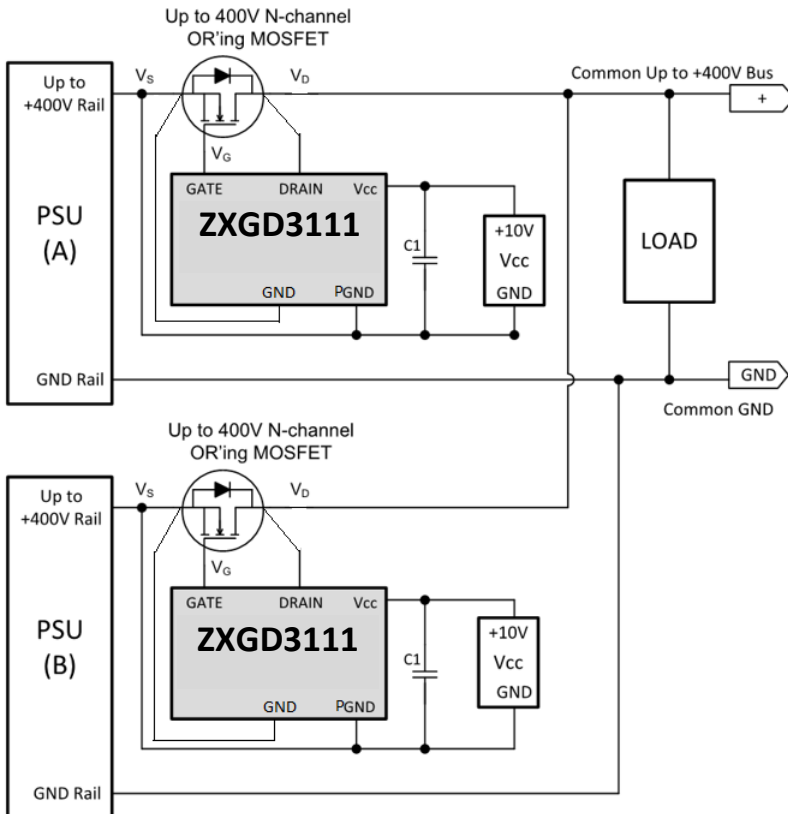 Up to 400V N-channel
OR'ing MOSFET
Up to
+400V Rail
VS
VD
Common Up to +400V Bus
+
VG
GATE
DRAIN
Vcc
ZXGD3111
PSU
(A)
C1
+10V
Vcc
GND
LOAD
GND
PGND
GND Rail
GND
Common GND
Up to 400V N-channel
OR'ing MOSFET
Up to
+400V Rail
VS
VD
VG
GATE
DRAIN
Vcc
ZXGD3111
PSU
(B)
C1
+10V
Vcc
GND
GND
PGND
GND Rail